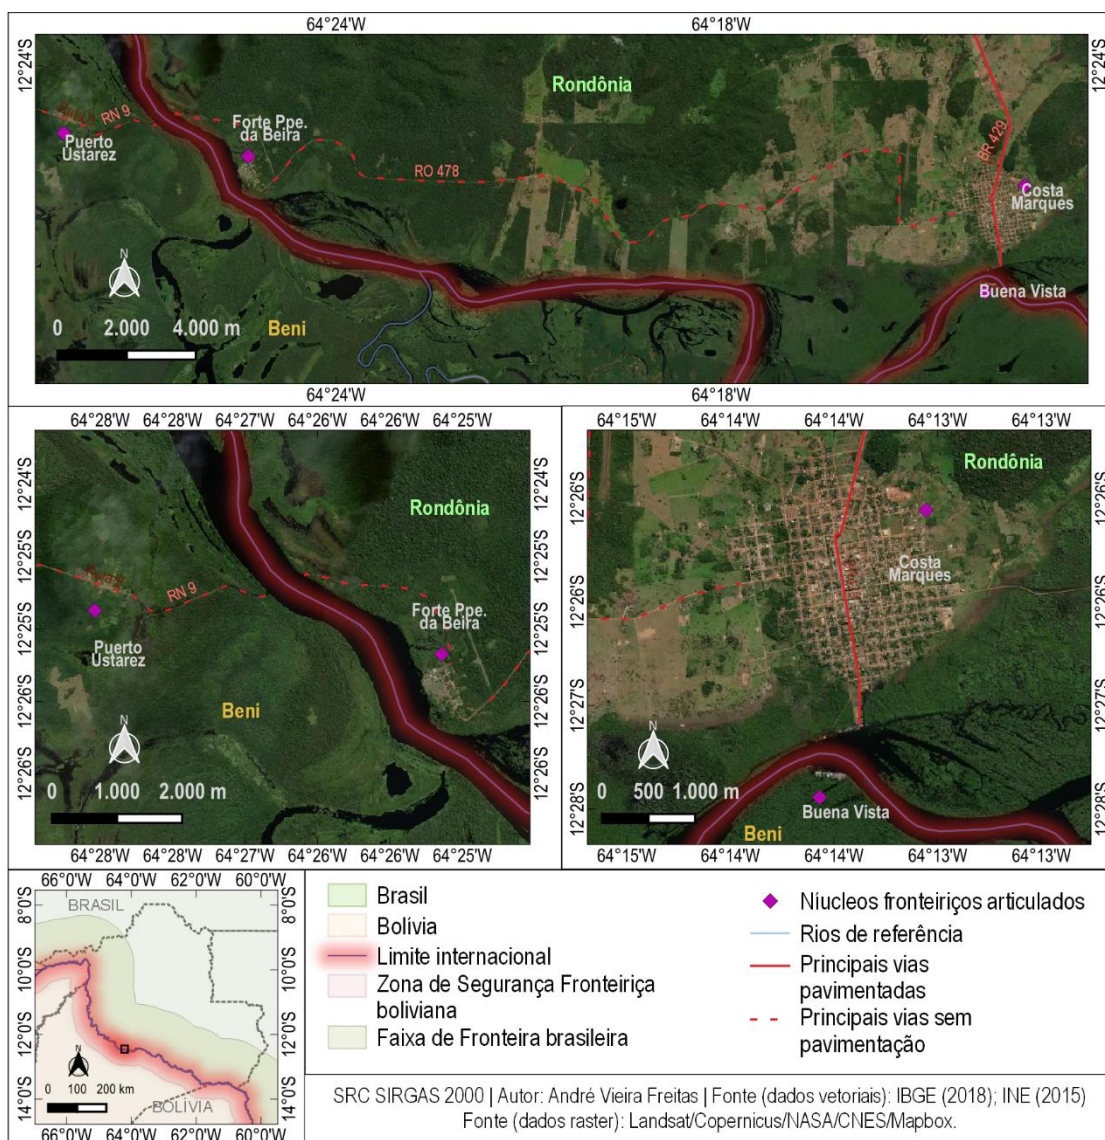 64°24'W 64°18'W
12°24'S 12°24'S
Rondônia
RN 9
Forte Ppe.
da Beira
Puerto
Ustarez
RO 478
BR 429
Costa
Marques
N
Buena Vista
0 2.000 4.000 m
Beni
64°24'W 64°18'W
64°28'W 64°28'W 64°27'W 64°26'W 64°25'W
12°24'S 12°24'S
Rondônia
12°25'S 12°25'S
RN 9
Forte Ppe.
da Beira
12°25'S 12°25'S
Puerto
Ustarez
Beni
12°26'S 12°26'S
N
12°26'S 12°26'S
0 1.000 2.000 m
64°28'W 64°28'W 64°27'W 64°26'W 64°25'W
64°15'W 64°14'W 64°14'W 64°13'W 64°13'W
Rondônia
12°26'S 12°26'S
Costa
Marques
12°26'S 12°26'S
12°27'S 12°27'S
N
0 500 1.000 m
12°28'S 12°28'S
Buena Vista
Beni
64°15'W 64°14'W 64°14'W 64°13'W 64°13'W
66°0'W 64°0'W 62°0'W 60°0'W
BRASIL
8°0'S 8°0'S
10°0'S 10°0'S
12°0'S 12°0'S
N
0 100 200 km
14°0'S 14°0'S
BOLÍVIA
66°0'W 64°0'W 62°0'W 60°0'W
Brasil
Bolívia
Limite internacional
Zona de Segurança Fronteiriça
boliviana
Faixa de Fronteira brasileira
Níucleos fronteiriços articulados
Rios de referência
Principais vias
pavimentadas
Principais vias sem
pavimentação
SRC SIRGAS 2000 | Autor: André Vieira Freitas | Fonte (dados vetoriais): IBGE (2018); INE (2015)
Fonte (dados raster): Landsat/Copernicus/NASA/CNES/Mapbox.